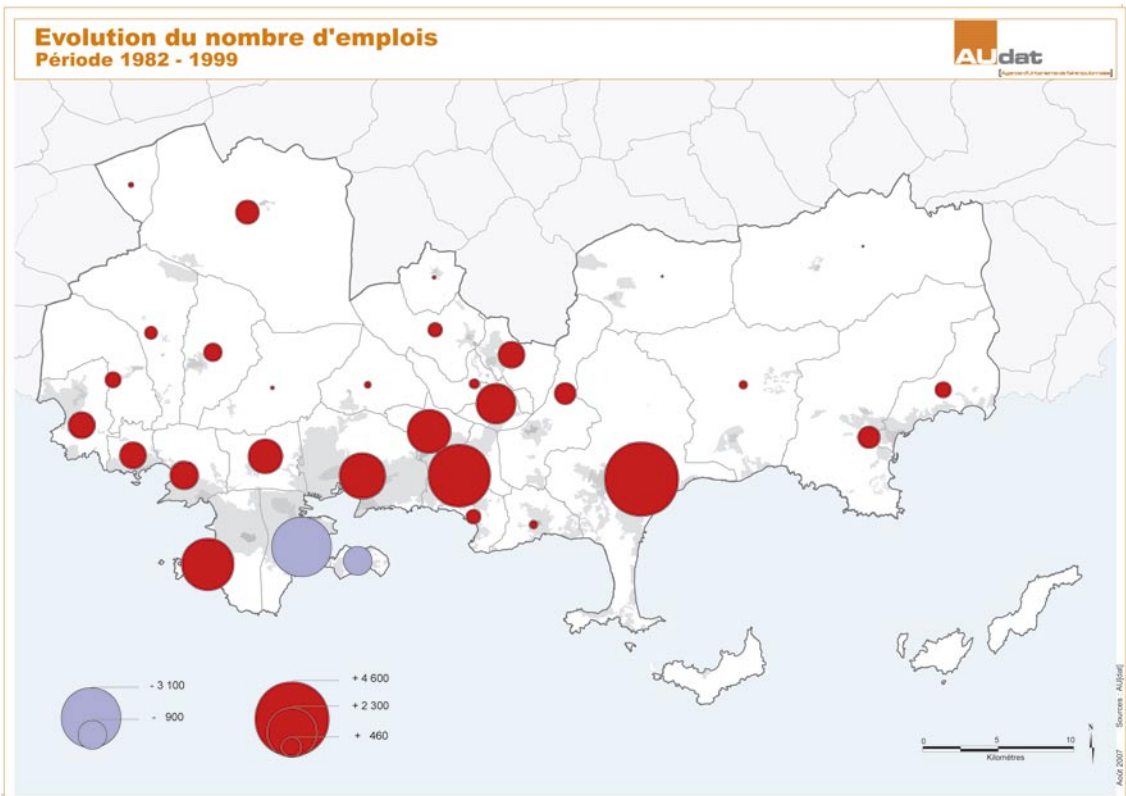 Evolution du nombre d'emplois
Période 1982 - 1999
AUdat
- 3 100
- 900
+ 4 600
+ 2 300
+ 460
0 5 10
Kilomètres
N
Août 2007 Sources : AU[dat]